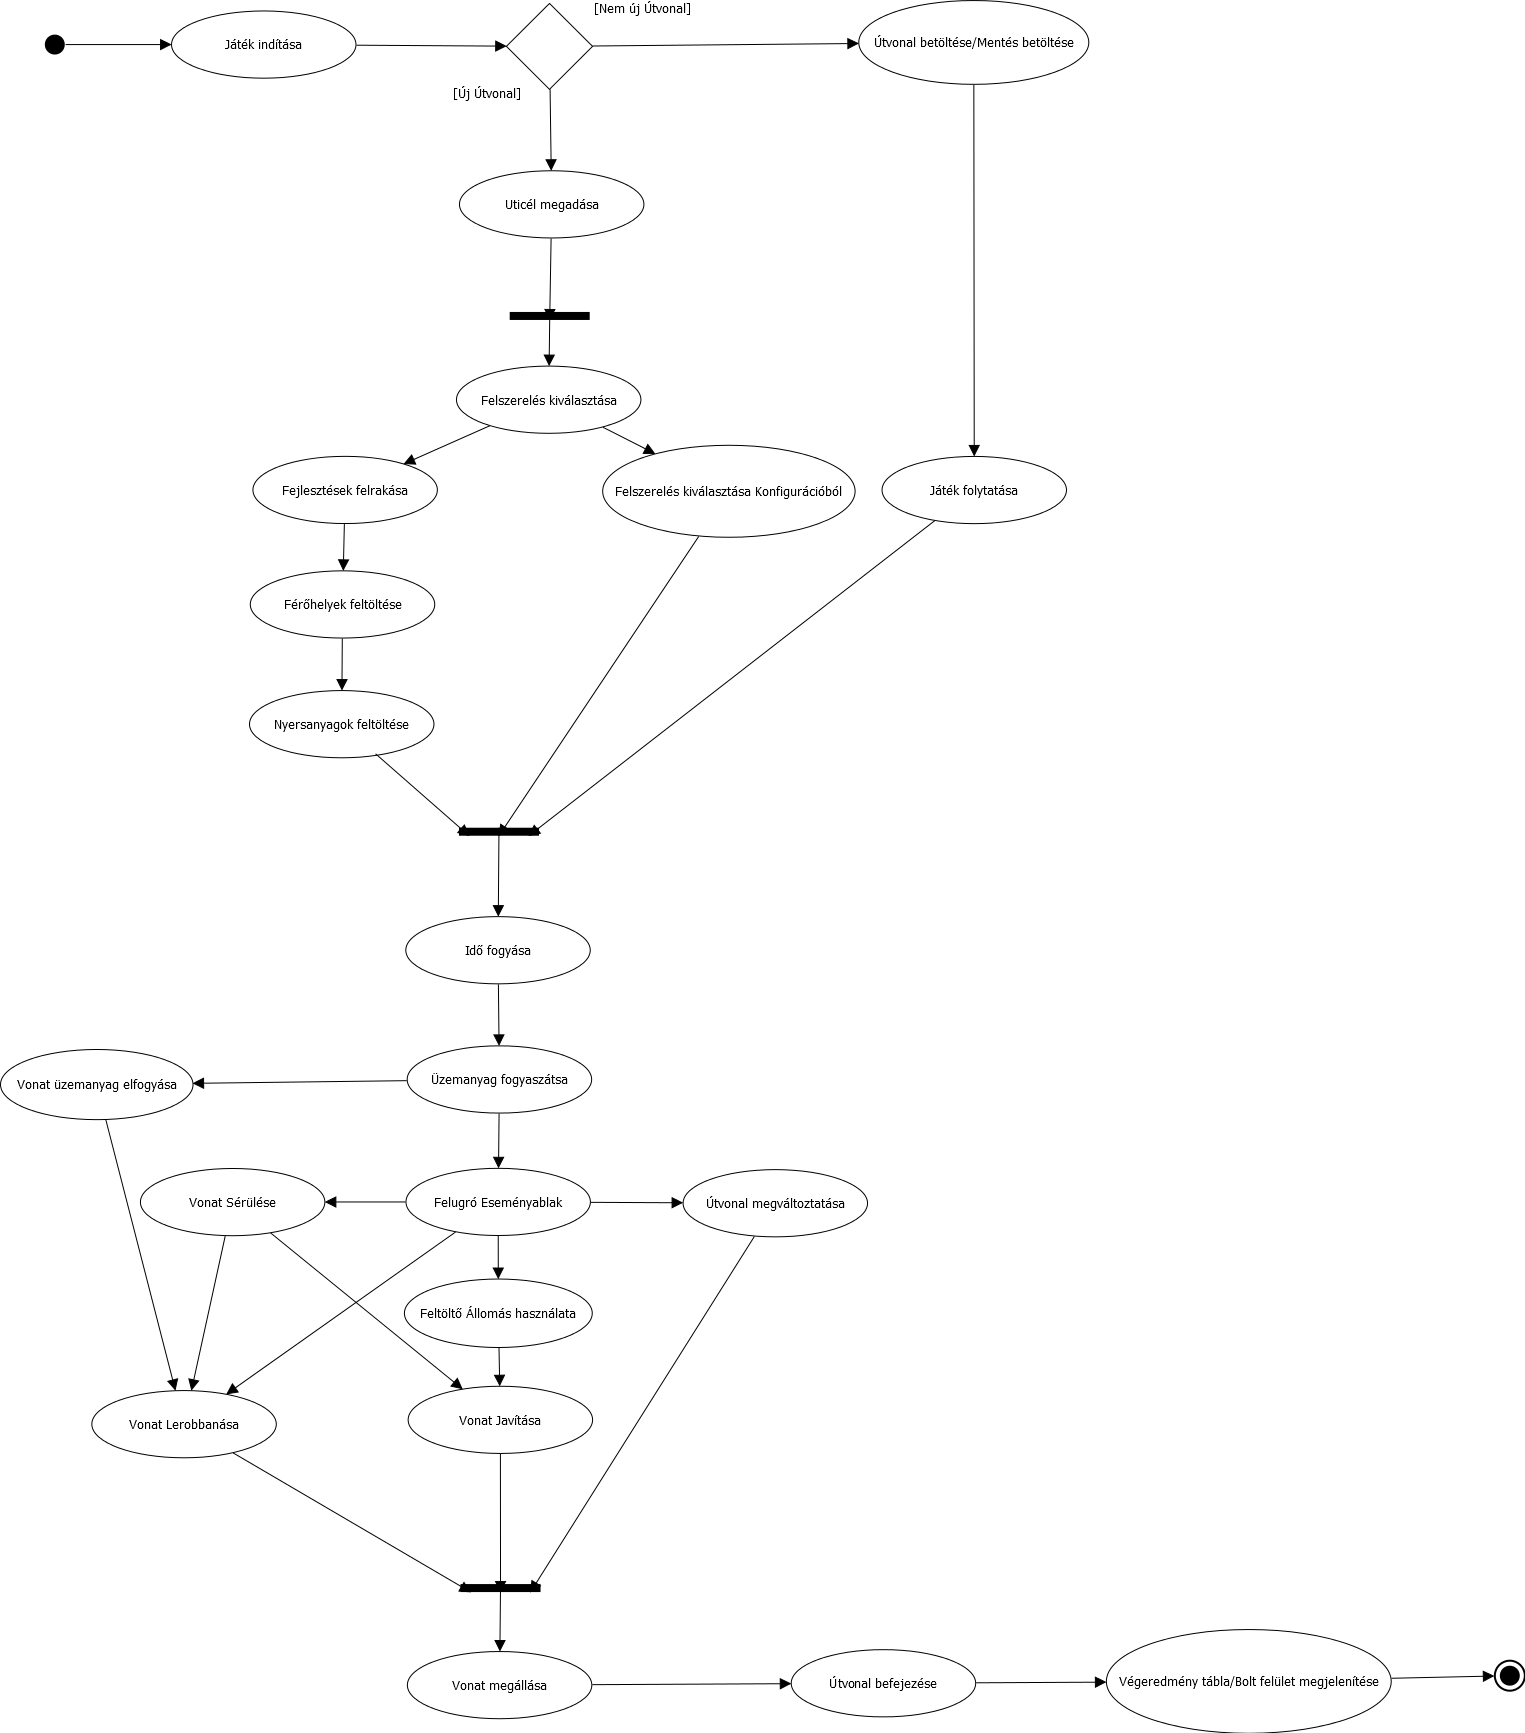 [Nem új Útvonal]
Játék indítása
Útvonal betöltése/Mentés betöltése
[Új Útvonal]
Uticél megadása
Felszerelés kiválasztása
Fejlesztések felrakása
Felszerelés kiválasztása Konfigurációból
Játék folytatása
Férőhelyek feltöltése
Nyersanyagok feltöltése
Idő fogyása
Vonat üzemanyag elfogyása
Üzemanyag fogyaszátsa
Vonat Sérülése
Felugró Eseményablak
Útvonal megváltoztatása
Feltöltő Állomás használata
Vonat Lerobbanása
Vonat Javítása
Vonat megállása
Útvonal befejezése
Végeredmény tábla/Bolt felület megjelenítése